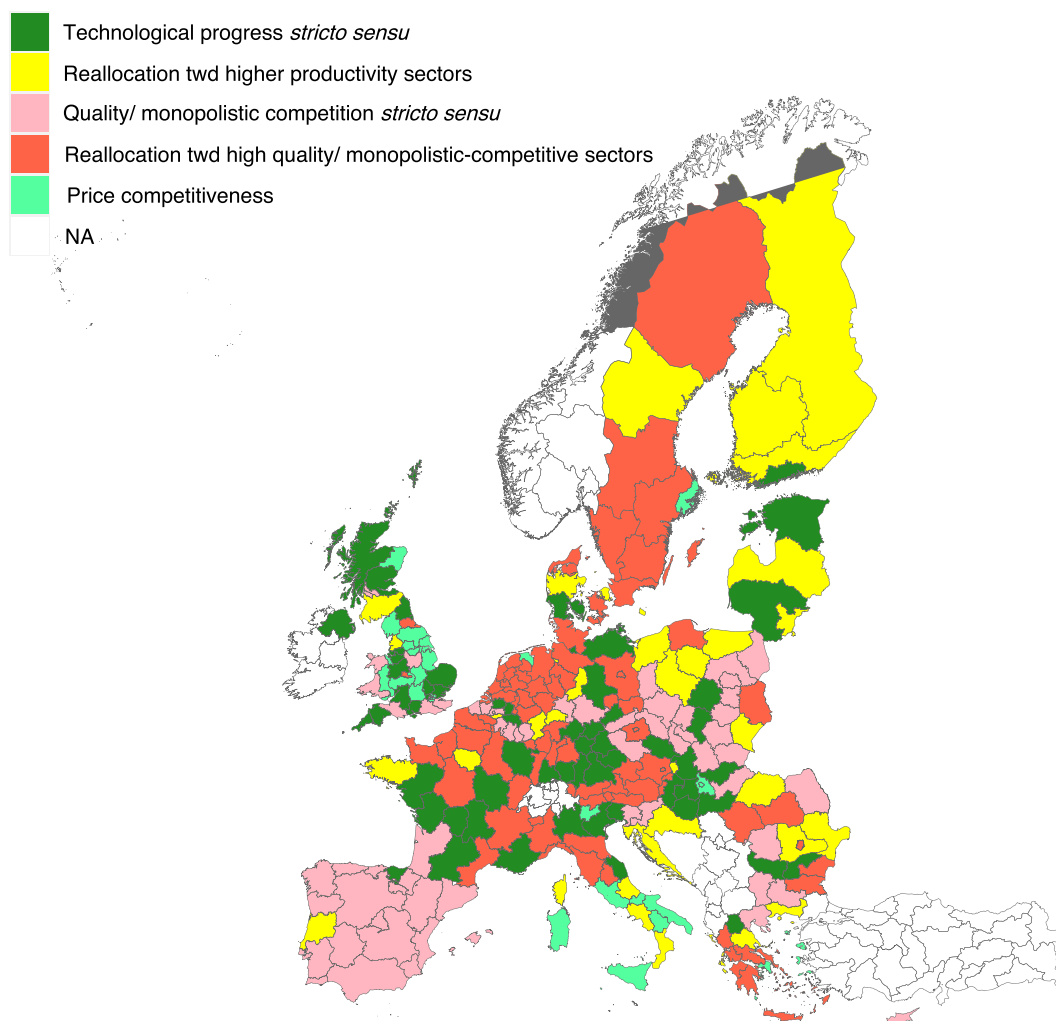 Technological progress stricto sensu
Reallocation twd higher productivity sectors
Quality/ monopolistic competition stricto sensu
Reallocation twd high quality/ monopolistic-competitive sectors
Price competitiveness
NA